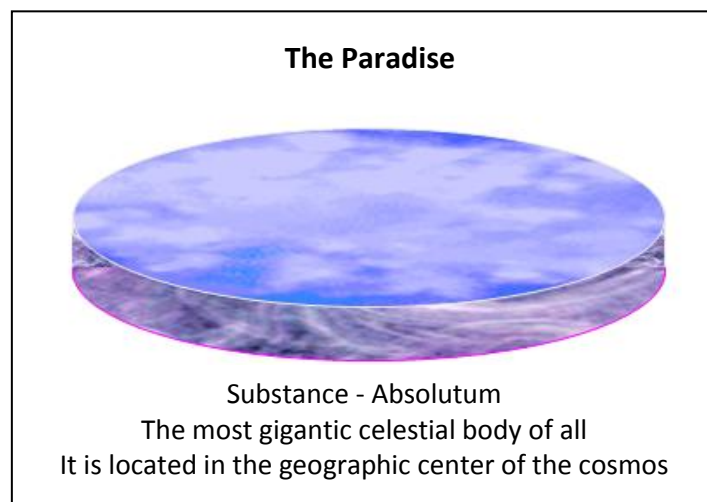 The Paradise
Substance - Absolutum
The most gigantic celestial body of all
It is located in the geographic center of the cosmos